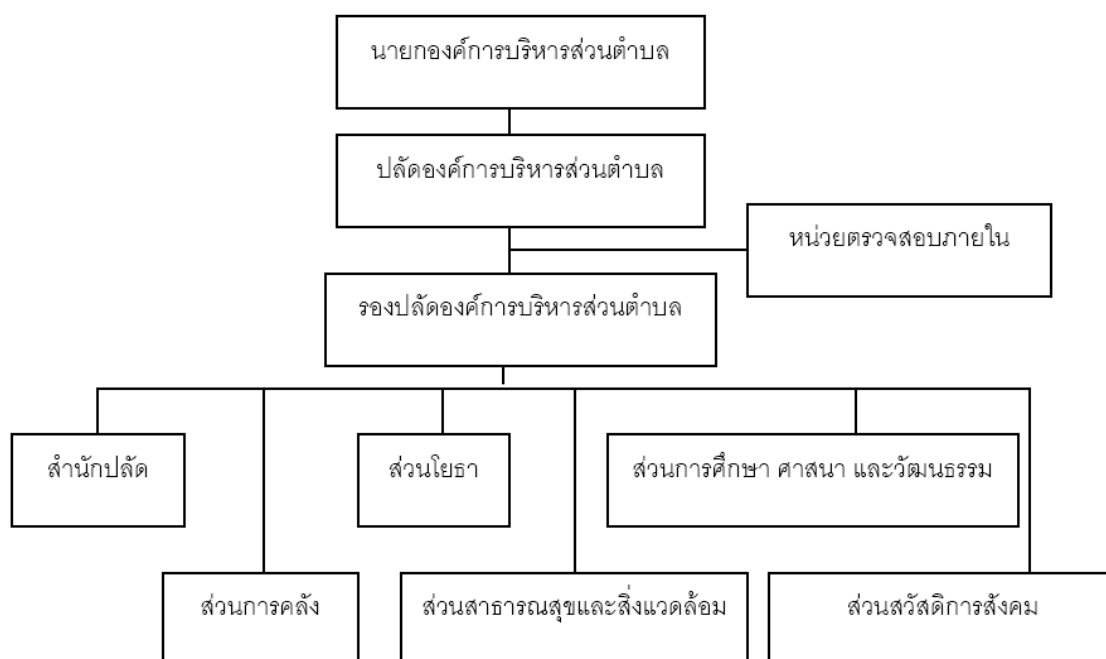 นายกองค์การบริหารส่วนตำบล
ปลัดองค์การบริหารส่วนตำบล
หน่วยตรวจสอบภายใน
รองปลัดองค์การบริหารส่วนตำบล
สำนักปลัด
ส่วนโยธา
ส่วนการศึกษา ศาสนา และวัฒนธรรม
ส่วนการคลัง
ส่วนสาธารณสุขและสิ่งแวดล้อม
ส่วนสวัสดิการสังคม